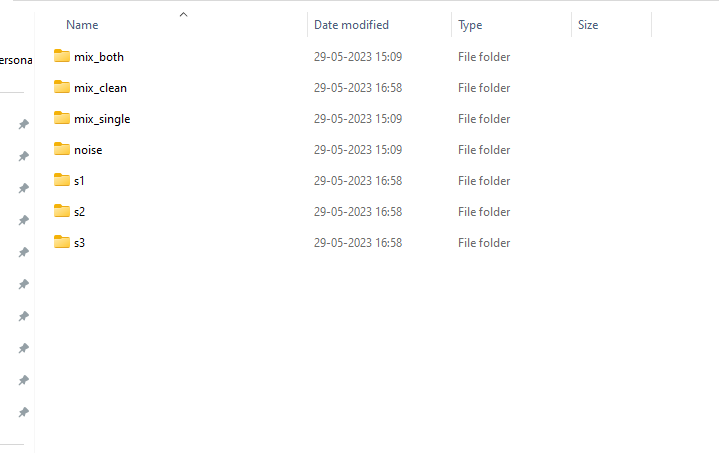 Name Date modified Type Size
ersona
mix_both 29-05-2023 15:09 File folder
mix_clean 29-05-2023 16:58 File folder
mix_single 29-05-2023 15:09 File folder
noise 29-05-2023 15:09 File folder
s1 29-05-2023 16:58 File folder
s2 29-05-2023 16:58 File folder
s3 29-05-2023 16:58 File folder